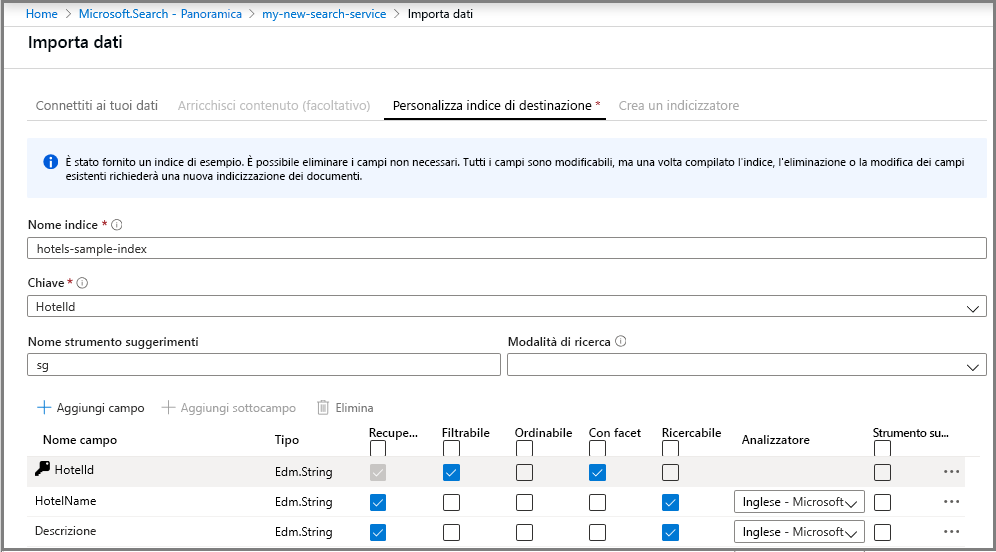 Home > Microsoft.Search - Panoramica > my-new-search-service > Importa dati
Importa dati
Connettiti ai tuoi dati Arricchisci contenuto (facoltativo) Personalizza indice di destinazione * Crea un indicizzatore
È stato fornito un indice di esempio. È possibile eliminare i campi non necessari. Tutti i campi sono modificabili, ma una volta compilato l'indice, l'eliminazione o la modifica dei campi
esistenti richiederà una nuova indicizzazione dei documenti.
Nome indice *
hotels-sample-index
Chiave *
HotelId
Nome strumento suggerimenti Modalità di ricerca
sg
Aggiungi campo Aggiungi sottocampo Elimina
Nome campo Tipo Recupe... Filtrabile Ordinabile Con facet Ricercabile Analizzatore Strumento su...
HotelId Edm.String
HotelName Edm.String Inglese - Microsoft
Descrizione Edm.String Inglese - Microsoft